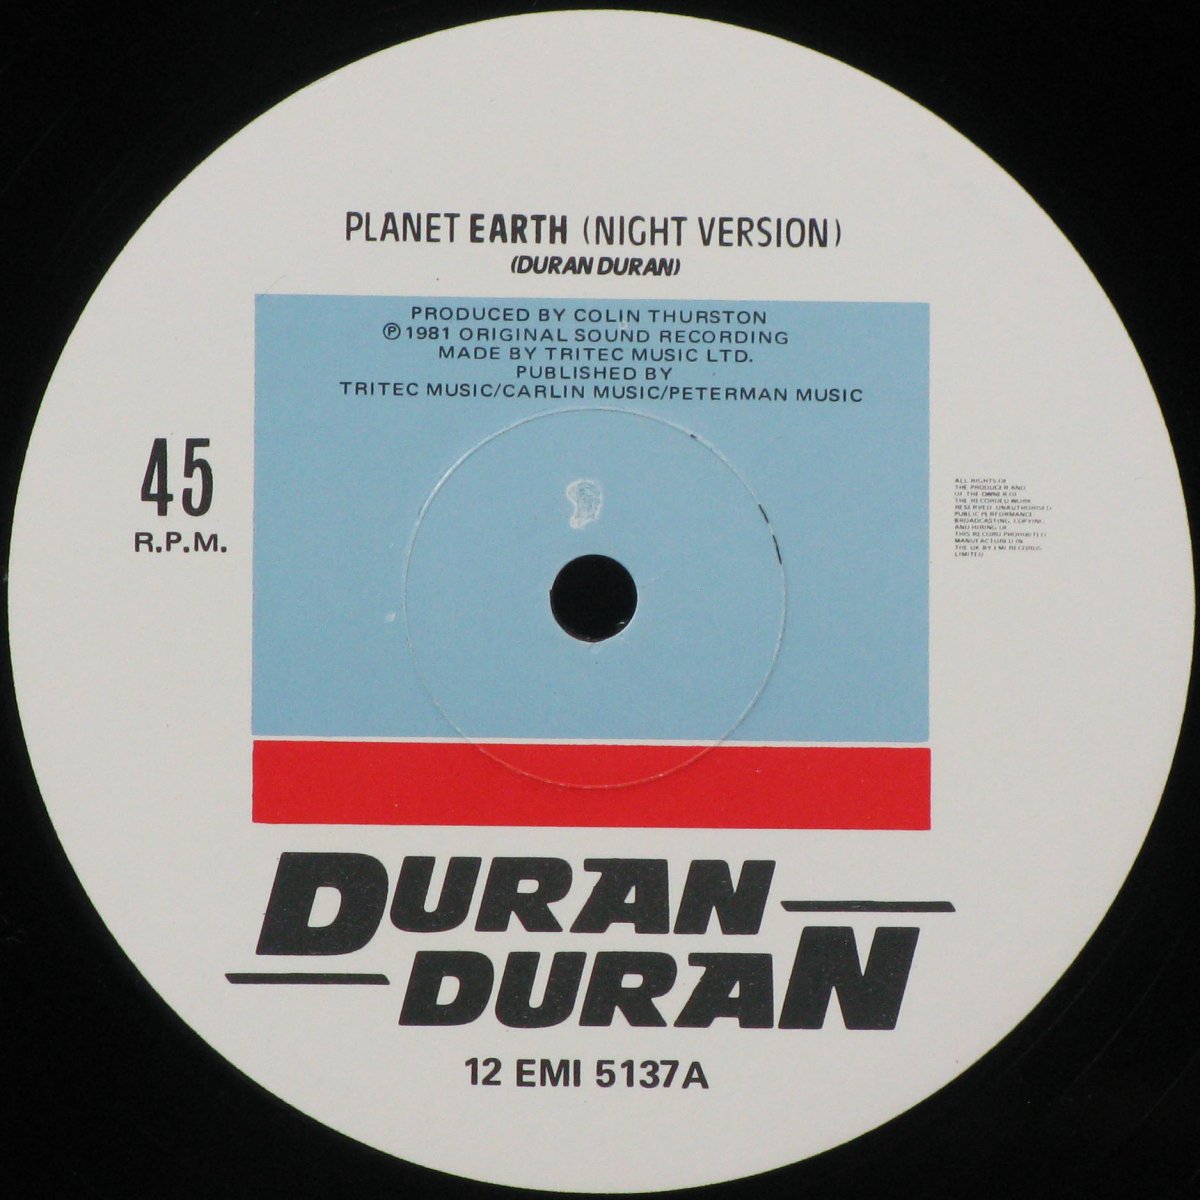 PLANET EARTH (NIGHT VERSION)
(DURAN DURAN)
PRODUCED BY COLIN THURSTON
Ⓟ 1981 ORIGINAL SOUND RECORDING
MADE BY TRITEC MUSIC LTD.
PUBLISHED BY
TRITEC MUSIC/CARLIN MUSIC/PETERMAN MUSIC
45
R.P.M.
ALL RIGHTS OF
THE PRODUCER AND
OF THE OWNER OF
THE RECORDED WORK
RESERVED UNAUTHORISED
PUBLIC PERFORMANCE
BROADCASTING, COPYING
AND HIRING OF
THIS RECORD PROHIBITED
MANUFACTURED IN
THE UK BY EMI RECORDS
LIMITED
DURAN
DURAN
12 EMI 5137A